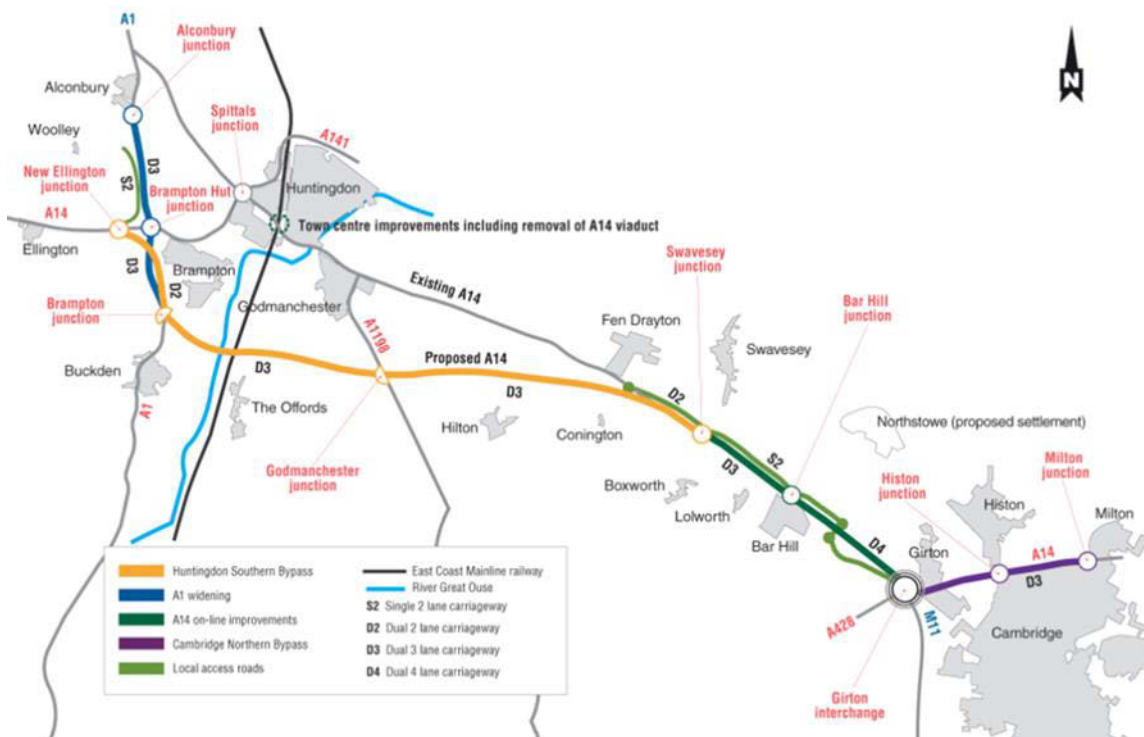 A1
Alconbury
junction
Alconbury
Spittals
junction
A141
Woolley
New Ellington
junction
S2
D3
Brampton Hut
junction
Huntingdon
A14
Ellington
Town centre improvements including removal of A14 viaduct
D3
D2
Brampton
Swavesey
junction
Brampton
junction
Godmanchester
Existing A14
Bar Hill
junction
Fen Drayton
Swavesey
A1198
Proposed A14
Buckden
D3
D3
D2
A1
The Offords
Hilton
Conington
Northstowe (proposed settlement)
Godmanchester
junction
D3
S2
Histon
junction
Milton
junction
Boxworth
Lolworth
Histon
Milton
Bar Hill
D4
Girton
A14
D3
A428
M11
Cambridge
Girton
interchange
N
Huntingdon Southern Bypass
A1 widening
A14 on-line improvements
Cambridge Northern Bypass
Local access roads
East Coast Mainline railway
River Great Ouse
S2 Single 2 lane carriageway
D2 Dual 2 lane carriageway
D3 Dual 3 lane carriageway
D4 Dual 4 lane carriageway